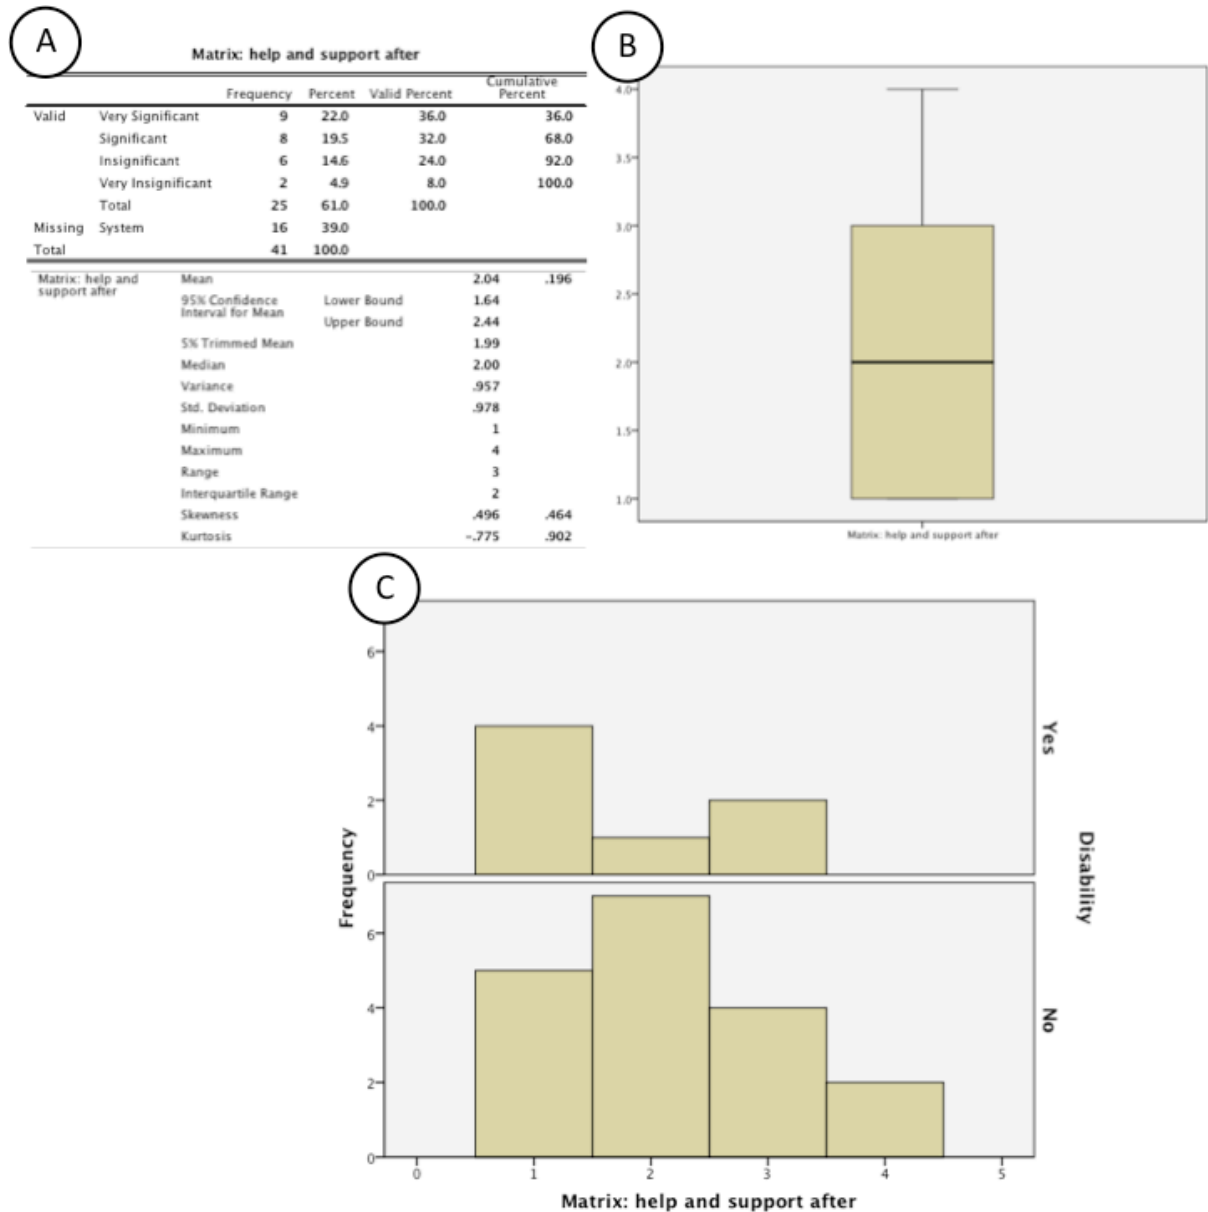 A
Matrix: help and support after
Frequency Percent Valid Percent Cumulative Percent
Valid Very Significant 9 22.0 36.0 36.0
Significant 8 19.5 32.0 68.0
Insignificant 6 14.6 24.0 92.0
Very Insignificant 2 4.9 8.0 100.0
Total 25 61.0 100.0
Missing System 16 39.0
Total 41 100.0
Matrix: help and support after Mean 2.04 .196
95% Confidence Interval for Mean Lower Bound 1.64
Upper Bound 2.44
5% Trimmed Mean 1.99
Median 2.00
Variance .957
Std. Deviation .978
Minimum 1
Maximum 4
Range 3
Interquartile Range 2
Skewness .496 .464
Kurtosis -.775 .902
B
4.0
3.5
3.0
2.5
2.0
1.5
1.0
Matrix: help and support after
C
6
4
2
0
Yes
6
4
2
0
No
Frequency
Disability
0 1 2 3 4 5
Matrix: help and support after